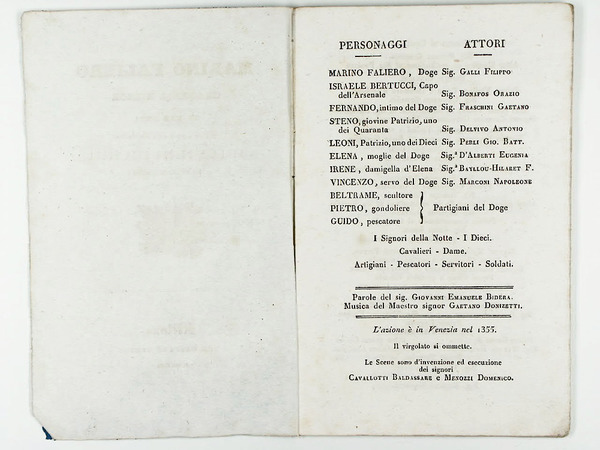 PERSONAGGI ATTORI
MARINO FALIERO, Doge Sig. GALLI FILIPPO
ISRAELE BERTUCCI, Capo
dell'Arsenale Sig. BONAFOS ORAZIO
FERNANDO, intimo del Doge Sig. FRASCHINI GAETANO
STENO, giovine Patrizio, uno
dei Quaranta Sig. DELVIVO ANTONIO
LEONI, Patrizio, uno dei Dieci Sig. PERLI GIO. BATT.
ELENA, moglie del Doge Sig.ª D'ALBERTI EUGENIA
IRENE, damigella d'Elena Sig.ª BAYLLOU-HILARET F.
VINCENZO, servo del Doge Sig. MARCONI NAPOLEONE
BELTRAME, scultore
PIETRO, gondoliere } Partigiani del Doge
GUIDO, pescatore
I Signori della Notte - I Dieci.
Cavalieri - Dame.
Artigiani - Pescatori - Servitori - Soldati.
Parole del sig. GIOVANNI EMANUELE BIDERA.
Musica del Maestro signor GAETANO DONIZETTI.
L'azione è in Venezia nel 1355.
Il virgolato si ommette.
Le Scene sono d'invenzione ed esecuzione
dei signori
CAVALLOTTI BALDASSARE e MENOZZI DOMENICO.
MARINO FALIERO